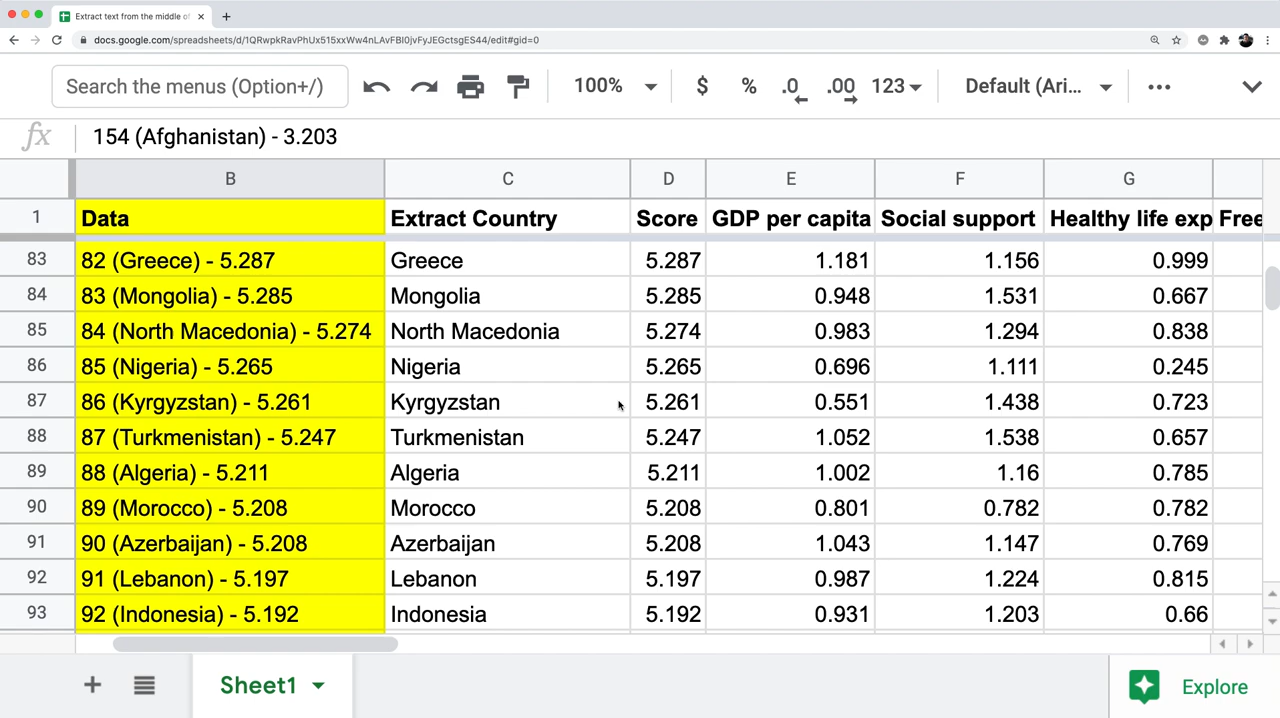 Extract text from the middle of
docs.google.com/spreadsheets/d/1QRwpkRavPhUx515xxWw4nLAvFBI0jvFyJEGctsgES44/edit#gid=0
Search the menus (Option+/) 100% $ % .0 .00 123 Default (Ari... ...
fx 154 (Afghanistan) - 3.203
B C D E F G
1 Data Extract Country Score GDP per capita Social support Healthy life exp Free
83 82 (Greece) - 5.287 Greece 5.287 1.181 1.156 0.999
84 83 (Mongolia) - 5.285 Mongolia 5.285 0.948 1.531 0.667
85 84 (North Macedonia) - 5.274 North Macedonia 5.274 0.983 1.294 0.838
86 85 (Nigeria) - 5.265 Nigeria 5.265 0.696 1.111 0.245
87 86 (Kyrgyzstan) - 5.261 Kyrgyzstan 5.261 0.551 1.438 0.723
88 87 (Turkmenistan) - 5.247 Turkmenistan 5.247 1.052 1.538 0.657
89 88 (Algeria) - 5.211 Algeria 5.211 1.002 1.16 0.785
90 89 (Morocco) - 5.208 Morocco 5.208 0.801 0.782 0.782
91 90 (Azerbaijan) - 5.208 Azerbaijan 5.208 1.043 1.147 0.769
92 91 (Lebanon) - 5.197 Lebanon 5.197 0.987 1.224 0.815
93 92 (Indonesia) - 5.192 Indonesia 5.192 0.931 1.203 0.66
Sheet1 Explore